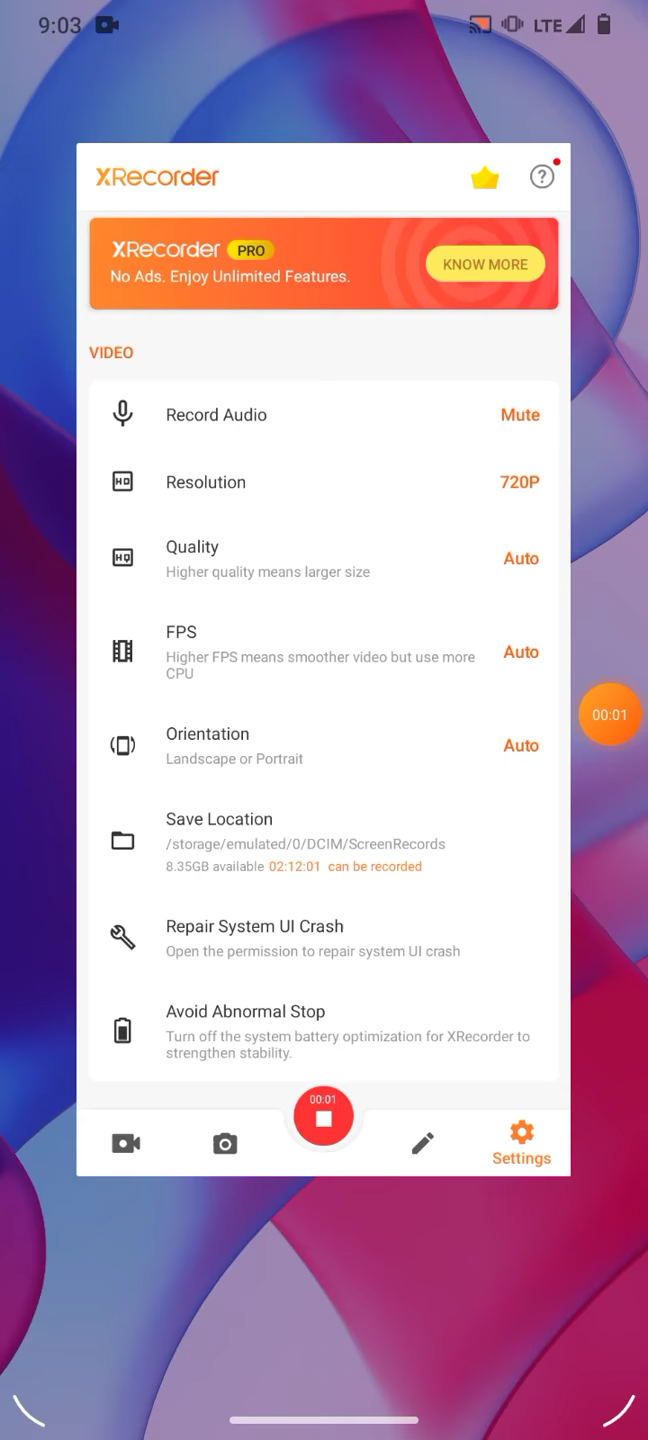 9:03
LTE
XRecorder
XRecorder PRO
No Ads. Enjoy Unlimited Features.
KNOW MORE
VIDEO
Record Audio
Mute
HD
Resolution
720P
HQ
Quality
Higher quality means larger size
Auto
FPS
Higher FPS means smoother video but use more
CPU
Auto
Orientation
Landscape or Portrait
Auto
Save Location
/storage/emulated/0/DCIM/ScreenRecords
8.35GB available 02:12:01 can be recorded
Repair System UI Crash
Open the permission to repair system UI crash
Avoid Abnormal Stop
Turn off the system battery optimization for XRecorder to
strengthen stability.
00:01
00:01
Settings